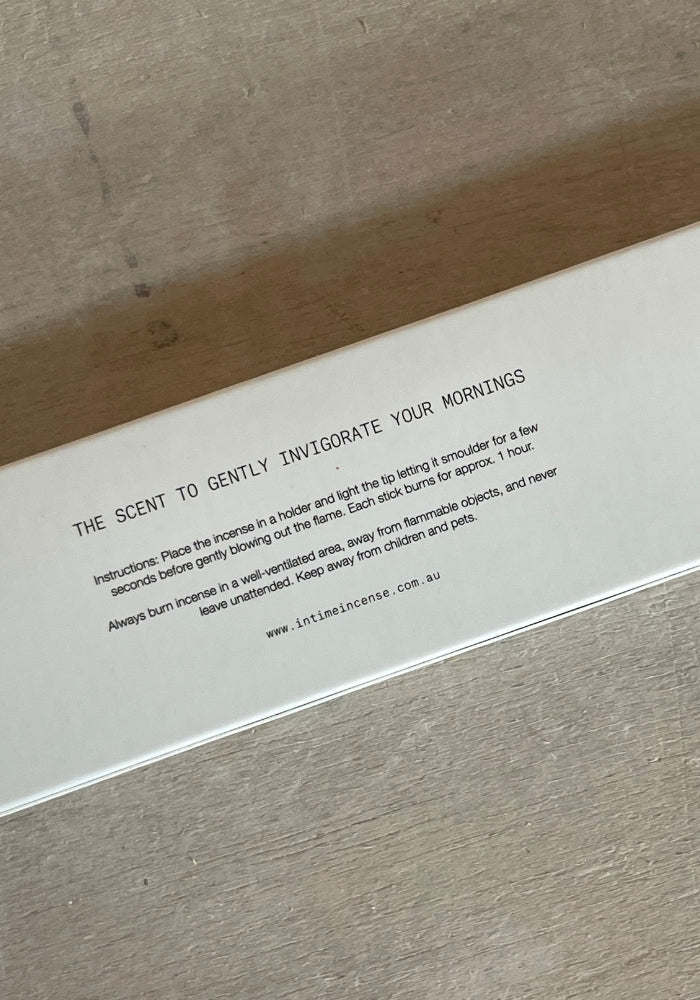 THE SCENT TO GENTLY INVIGORATE YOUR MORNINGS
Instructions: Place the incense in a holder and light the tip letting it smoulder for a few
seconds before gently blowing out the flame. Each stick burns for approx. 1 hour.
Always burn incense in a well-ventilated area, away from flammable objects, and never
leave unattended. Keep away from children and pets.
www.intimeincense.com.au